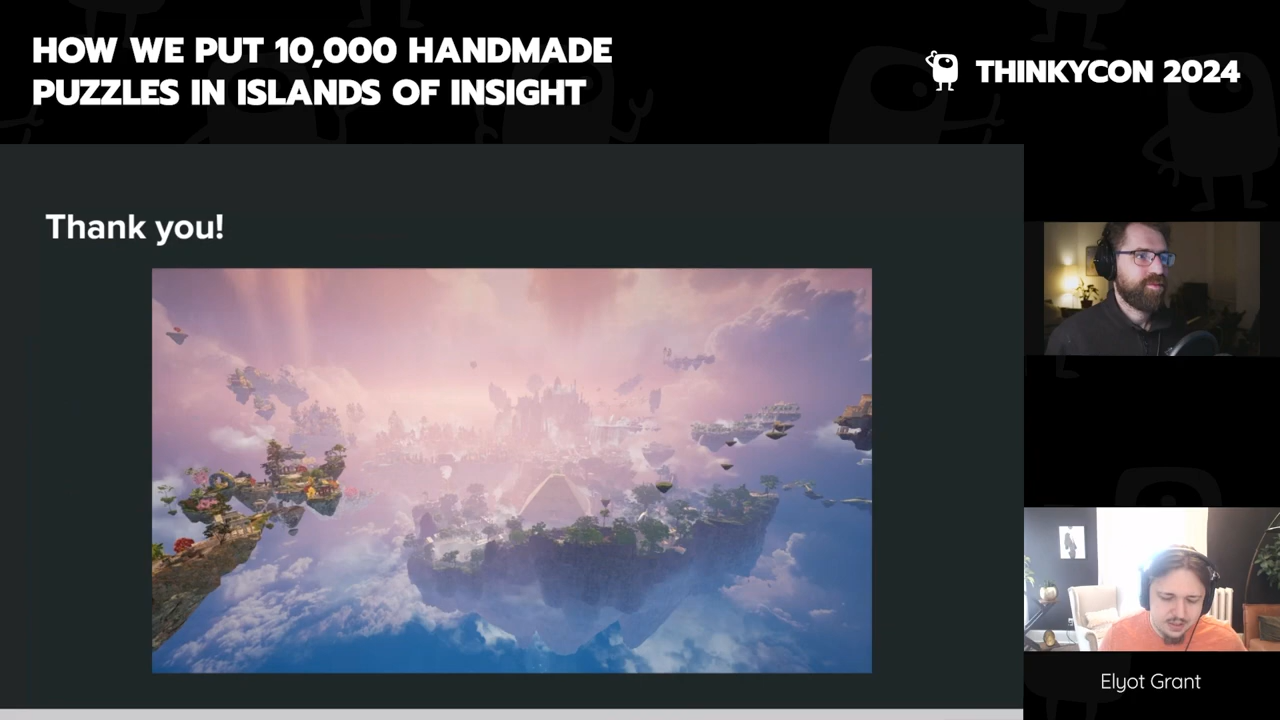 HOW WE PUT 10,000 HANDMADE
PUZZLES IN ISLANDS OF INSIGHT
THINKYCON 2024
Thank you!
Elyot Grant